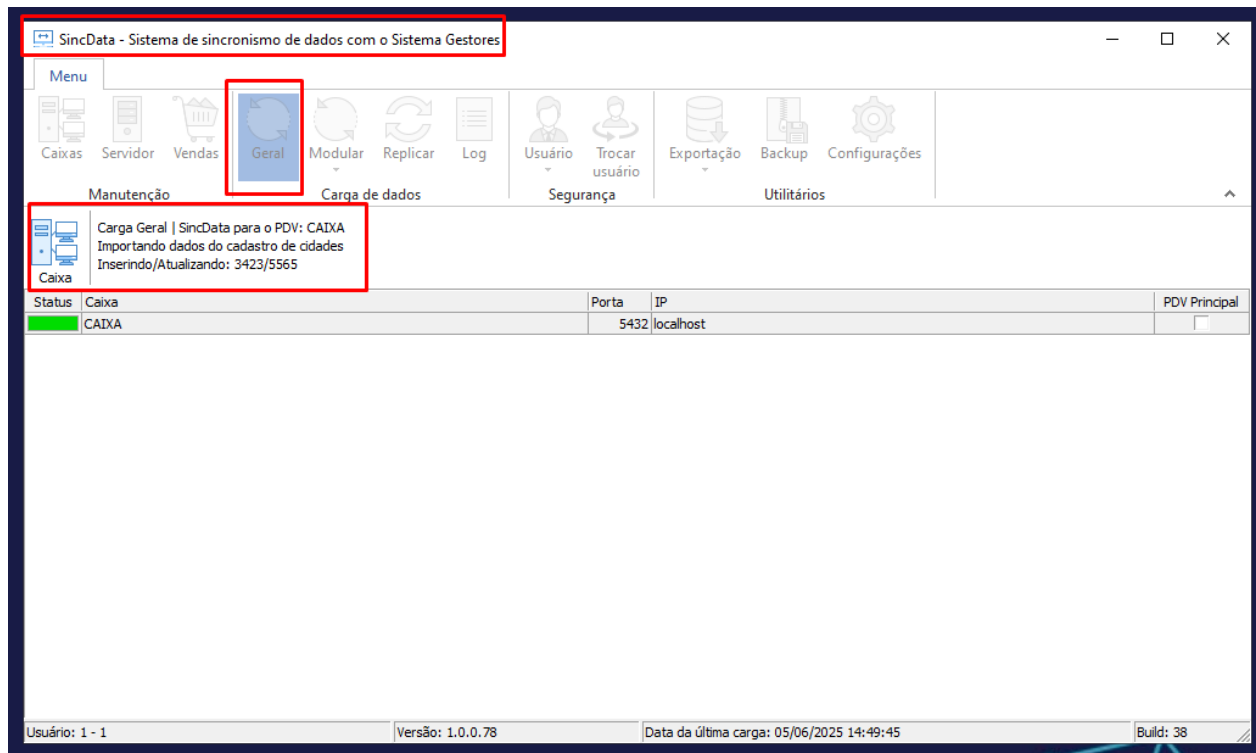 SincData - Sistema de sincronismo de dados com o Sistema Gestores
Menu
Caixas Servidor Vendas Geral Modular Replicar Log Usuário Trocar usuário Exportação Backup Configurações
Manutenção Carga de dados Segurança Utilitários
Carga Geral | SincData para o PDV: CAIXA
Importando dados do cadastro de cidades
Inserindo/Atualizando: 3423/5565
Caixa
Status Caixa Porta IP PDV Principal
CAIXA 5432 localhost
Usuário: 1 - 1 Versão: 1.0.0.78 Data da última carga: 05/06/2025 14:49:45 Build: 38